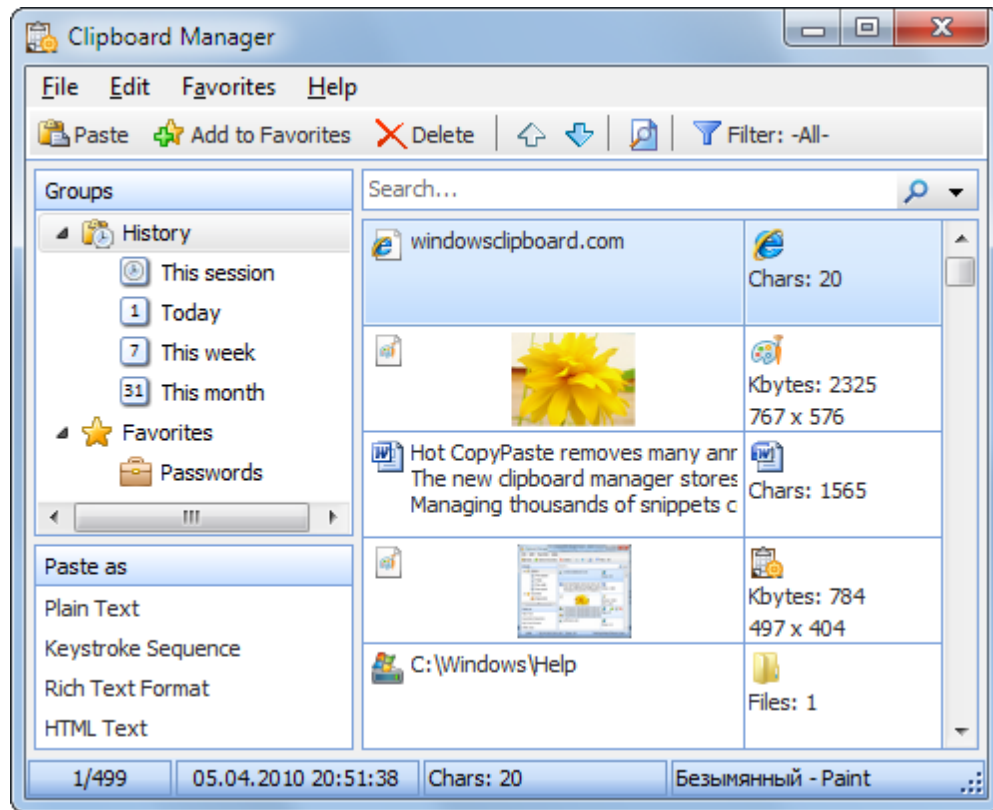 Clipboard Manager
File Edit Favorites Help
Paste Add to Favorites Delete Filter: -All-
Groups
History
This session
1 Today
7 This week
31 This month
Favorites
Passwords
Paste as
Plain Text
Keystroke Sequence
Rich Text Format
HTML Text
Search...
windowsclipboard.com
Chars: 20
Kbytes: 2325
767 x 576
Hot CopyPaste removes many anr
The new clipboard manager stores
Managing thousands of snippets c
Chars: 1565
Kbytes: 784
497 x 404
C:\Windows\Help
Files: 1
1/499 05.04.2010 20:51:38 Chars: 20 Безымянный - Paint